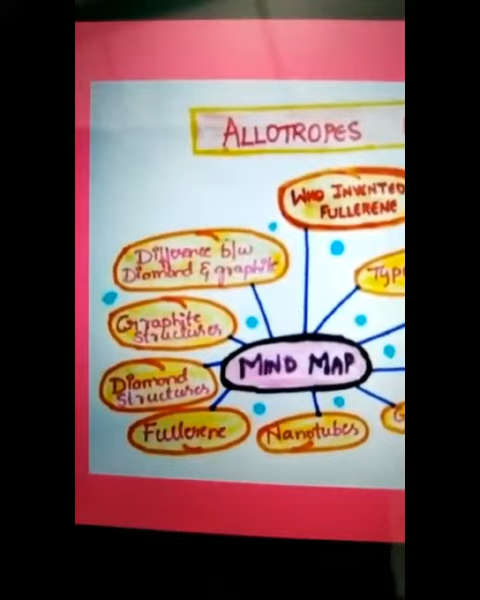 ALLOTROPES
WHO INVENTED
FULLERENE
Difference b/w
Diamond & graphite
Graphite
structures
Diamond
structures
MIND MAP
Fullerene
Nanotubes